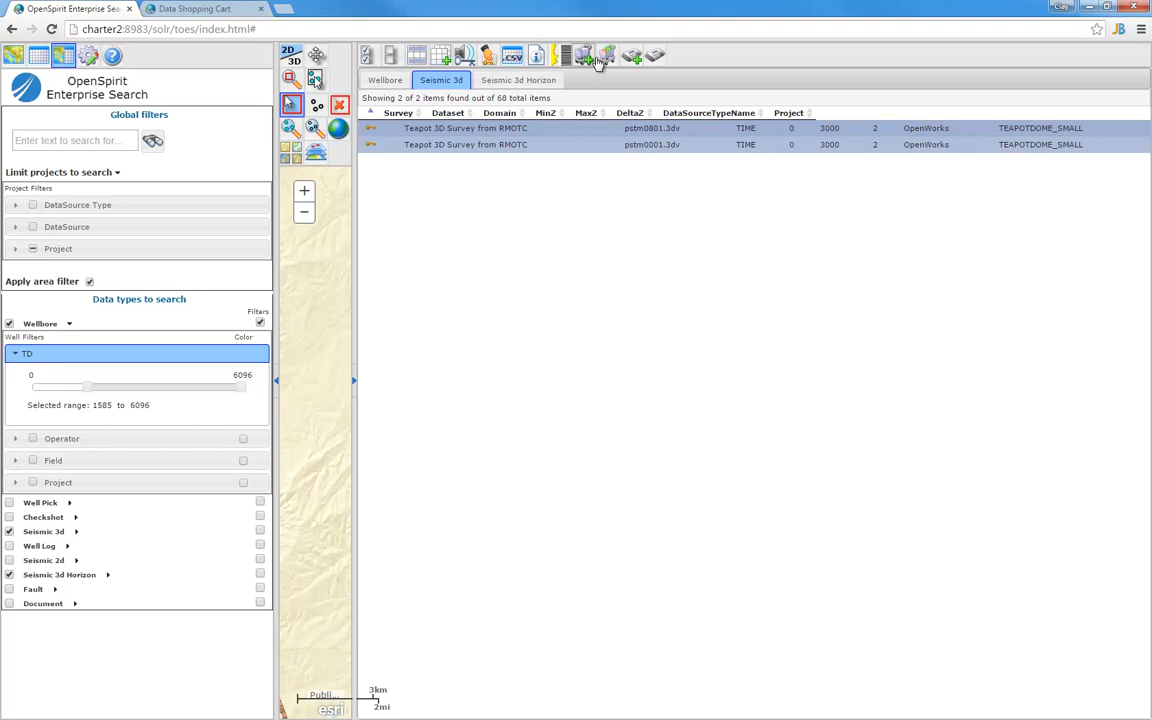 OpenSpirit Enterprise Sear
Data Shopping Cart
Clay
charter2:8983/solr/toes/index.html#
JB
OpenSpirit
Enterprise Search
Global filters
Enter text to search for...
Limit projects to search
Project Filters
DataSource Type
DataSource
Project
Apply area filter
Data types to search
Filters
Wellbore
Well Filters Color
TD
0 6096
Selected range: 1585 to 6096
Operator
Field
Project
Well Pick
Checkshot
Seismic 3d
Well Log
Seismic 2d
Seismic 3d Horizon
Fault
Document
2D
3D
+
−
Publi...
esri
3km
2mi
.CSV
Wellbore Seismic 3d Seismic 3d Horizon
Showing 2 of 2 items found out of 68 total items
Survey Dataset Domain MinZ MaxZ DeltaZ DataSourceTypeName Project
Teapot 3D Survey from RMOTC pstm0801.3dv TIME 0 3000 2 OpenWorks TEAPOTDOME_SMALL
Teapot 3D Survey from RMOTC pstm0001.3dv TIME 0 3000 2 OpenWorks TEAPOTDOME_SMALL